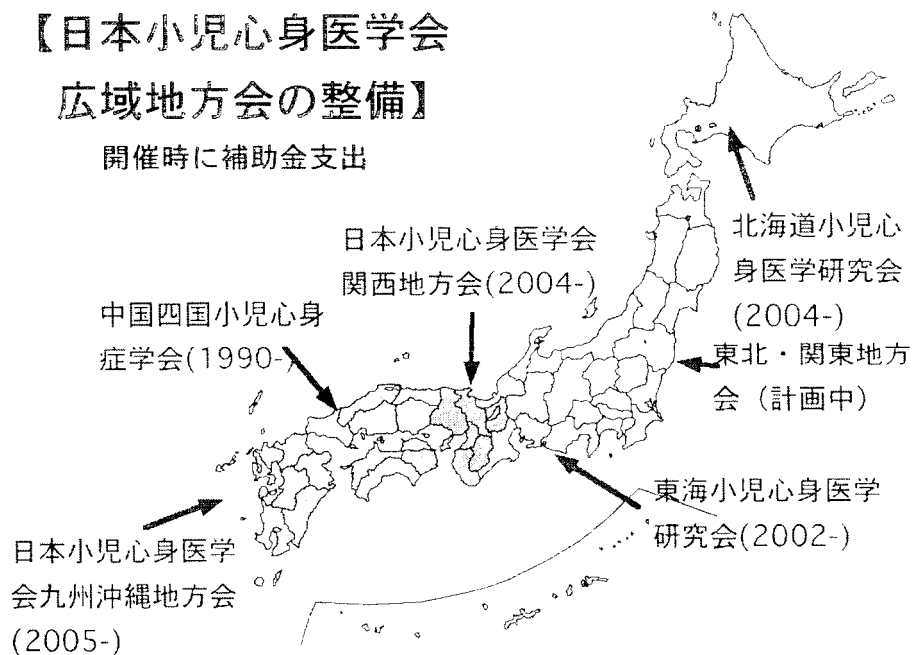 【日本小児心身医学会
広域地方会の整備】
開催時に補助金支出
北海道小児心
身医学研究会
(2004-)
日本小児心身医学会
関西地方会(2004-)
中国四国小児心身
症学会(1990-)
東北・関東地方
会（計画中）
東海小児心身医学
研究会(2002-)
日本小児心身医学
会九州沖縄地方会
(2005-)